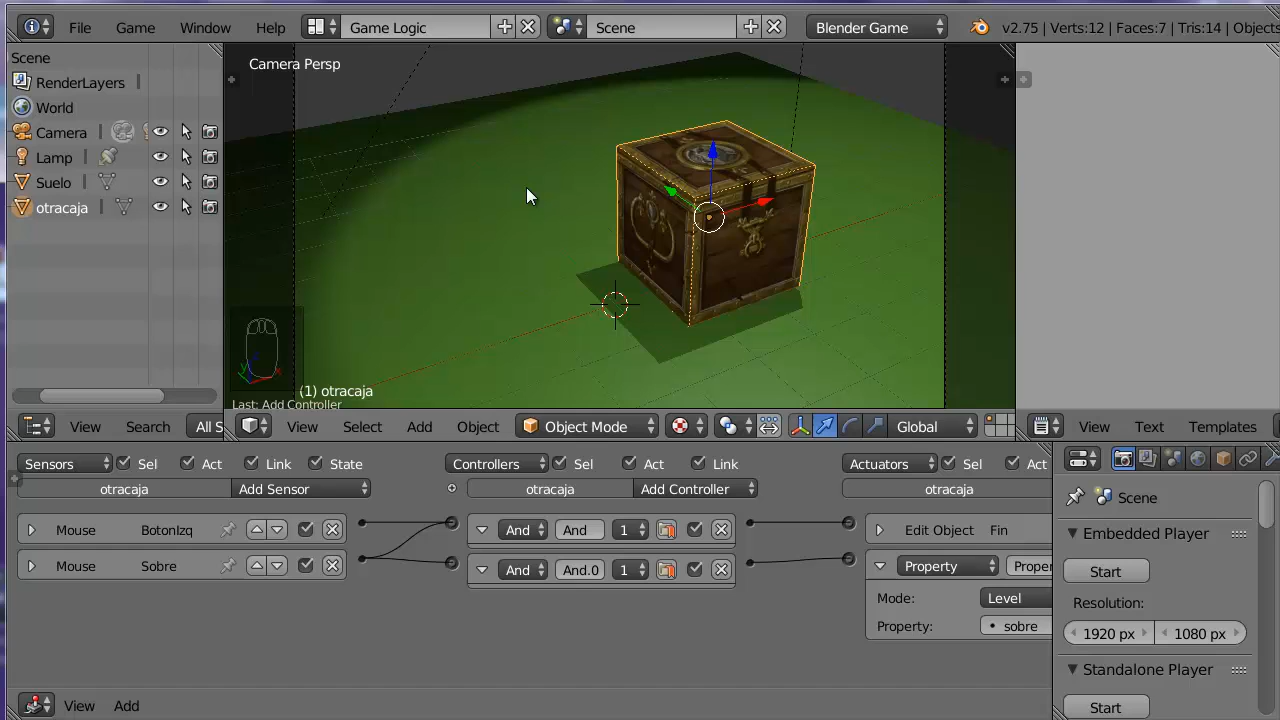 File Game Window Help Game Logic Scene Blender Game v2.75 | Verts:12 | Faces:7 | Tris:14 | Objects
Scene
RenderLayers
World
Camera
Lamp
Suelo
otracaja
Camera Persp
(1) otracaja
Last: Add Controller
View Search All S
View Select Add Object Object Mode Global
View Text Templates
Sensors Sel Act Link State
Controllers Sel Act Link
Actuators Sel Act
otracaja Add Sensor
otracaja Add Controller
otracaja
Mouse BotonIzq
Mouse Sobre
And And 1
And And.0 1
Edit Object Fin
Property Proper
Mode: Level
Property: sobre
Scene
Embedded Player
Start
Resolution:
1920 px 1080 px
Standalone Player
Start
View Add